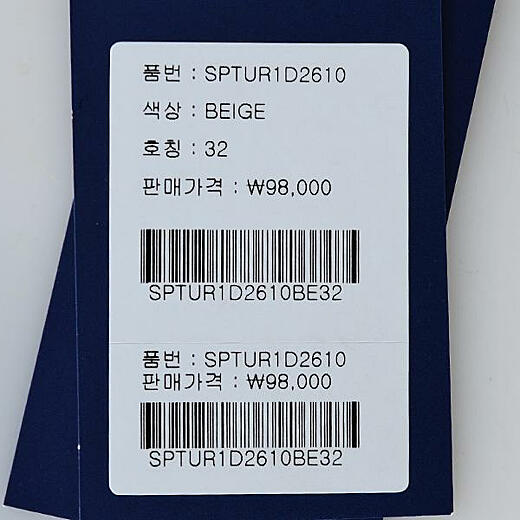 품번 : SPTUR1D2610
색상 : BEIGE
호칭 : 32
판매가격 : ₩98,000
SPTUR1D2610BE32
품번 : SPTUR1D2610
판매가격 : ₩98,000
SPTUR1D2610BE32